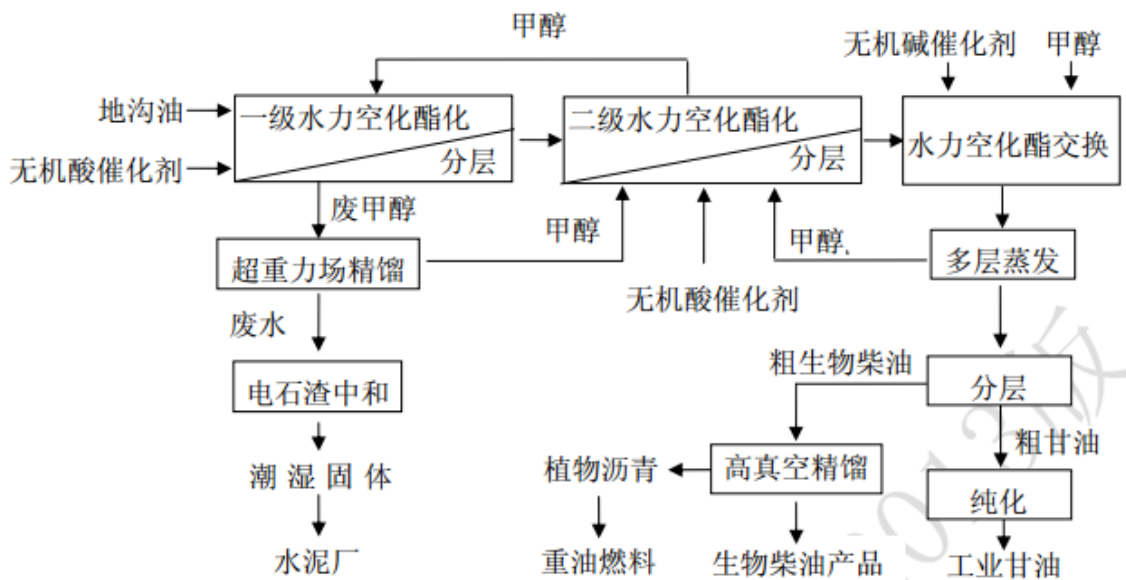 甲醇
无机碱催化剂 甲醇
地沟油
一级水力空化酯化
分层
二级水力空化酯化
分层
水力空化酯交换
无机酸催化剂
废甲醇
甲醇
甲醇
超重力场精馏
多层蒸发
无机酸催化剂
废水
粗生物柴油
电石渣中和
分层
粗甘油
潮湿固体
植物沥青
高真空精馏
纯化
水泥厂
重油燃料
生物柴油产品
工业甘油